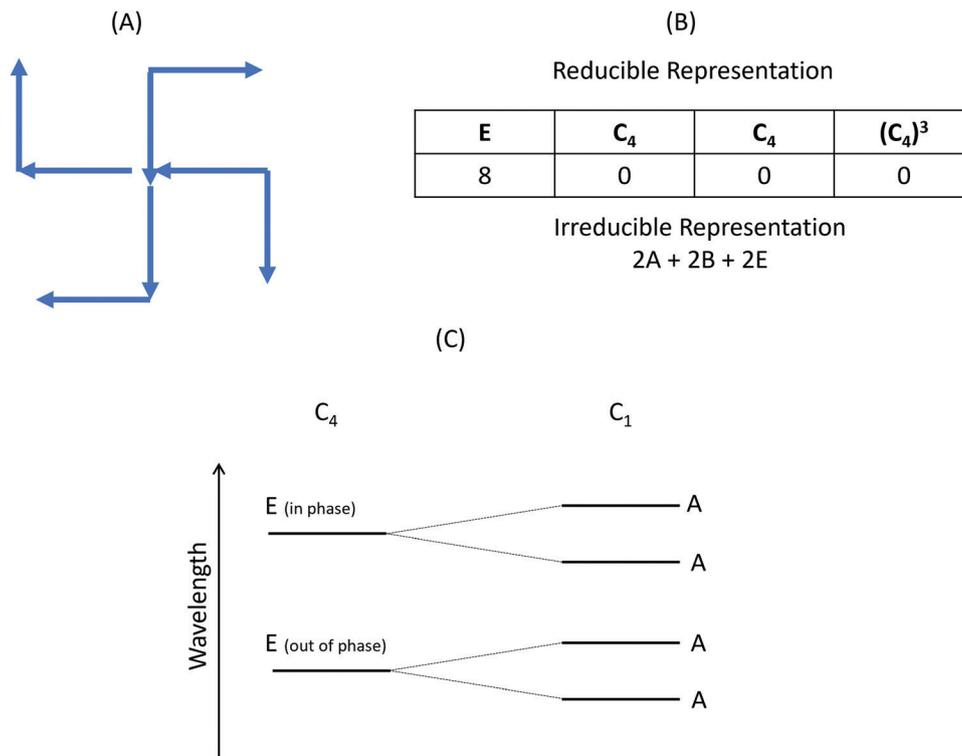 (A)
(B)
Reducible Representation
E C₄ C₄ (C₄)³
8 0 0 0
Irreducible Representation
2A + 2B + 2E
(C)
C₄ C₁
Wavelength
E (in phase) A
A
E (out of phase) A
A